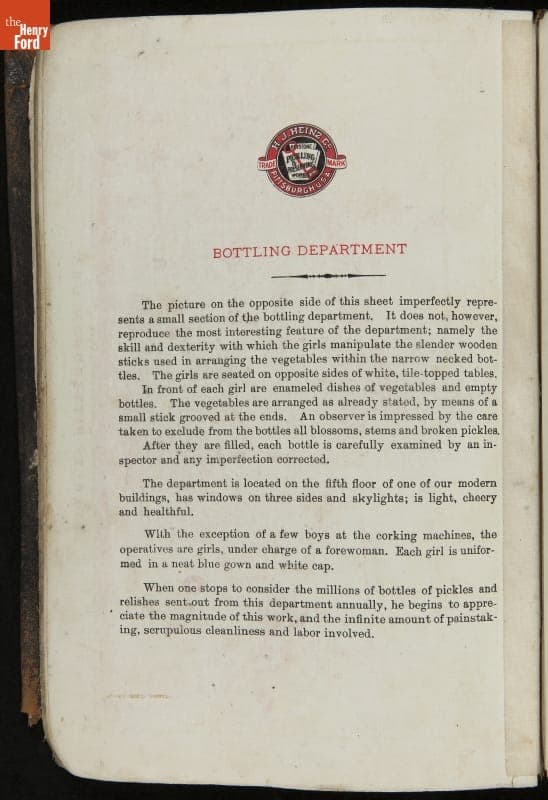 the
Henry
Ford
H. J. HEINZ CO.
KEYSTONE
PICKLING
PRESERVING
WORKS
TRADE MARK
PITTSBURGH U.S.A.
BOTTLING DEPARTMENT
The picture on the opposite side of this sheet imperfectly repre-
sents a small section of the bottling department. It does not, however,
reproduce the most interesting feature of the department; namely the
skill and dexterity with which the girls manipulate the slender wooden
sticks used in arranging the vegetables within the narrow necked bot-
tles. The girls are seated on opposite sides of white, tile-topped tables.
In front of each girl are enameled dishes of vegetables and empty
bottles. The vegetables are arranged as already stated, by means of a
small stick grooved at the ends. An observer is impressed by the care
taken to exclude from the bottles all blossoms, stems and broken pickles.
After they are filled, each bottle is carefully examined by an in-
spector and any imperfection corrected.
The department is located on the fifth floor of one of our modern
buildings, has windows on three sides and skylights; is light, cheery
and healthful.
With the exception of a few boys at the corking machines, the
operatives are girls, under charge of a forewoman. Each girl is unifor-
med in a neat blue gown and white cap.
When one stops to consider the millions of bottles of pickles and
relishes sent out from this department annually, he begins to appre-
ciate the magnitude of this work, and the infinite amount of painstak-
ing, scrupulous cleanliness and labor involved.